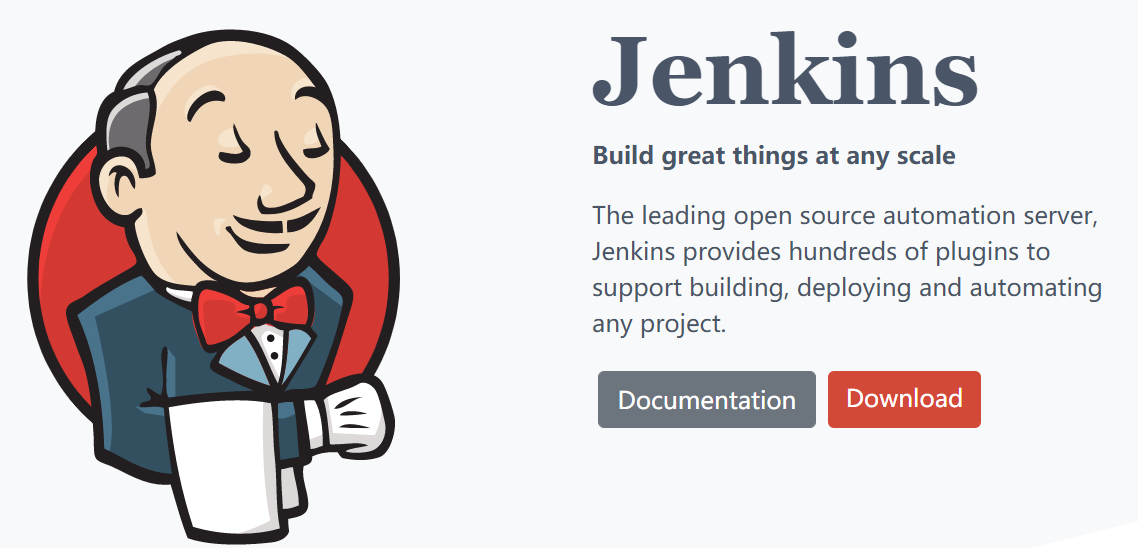 Jenkins
Build great things at any scale
The leading open source automation server,
Jenkins provides hundreds of plugins to
support building, deploying and automating
any project.
Documentation
Download